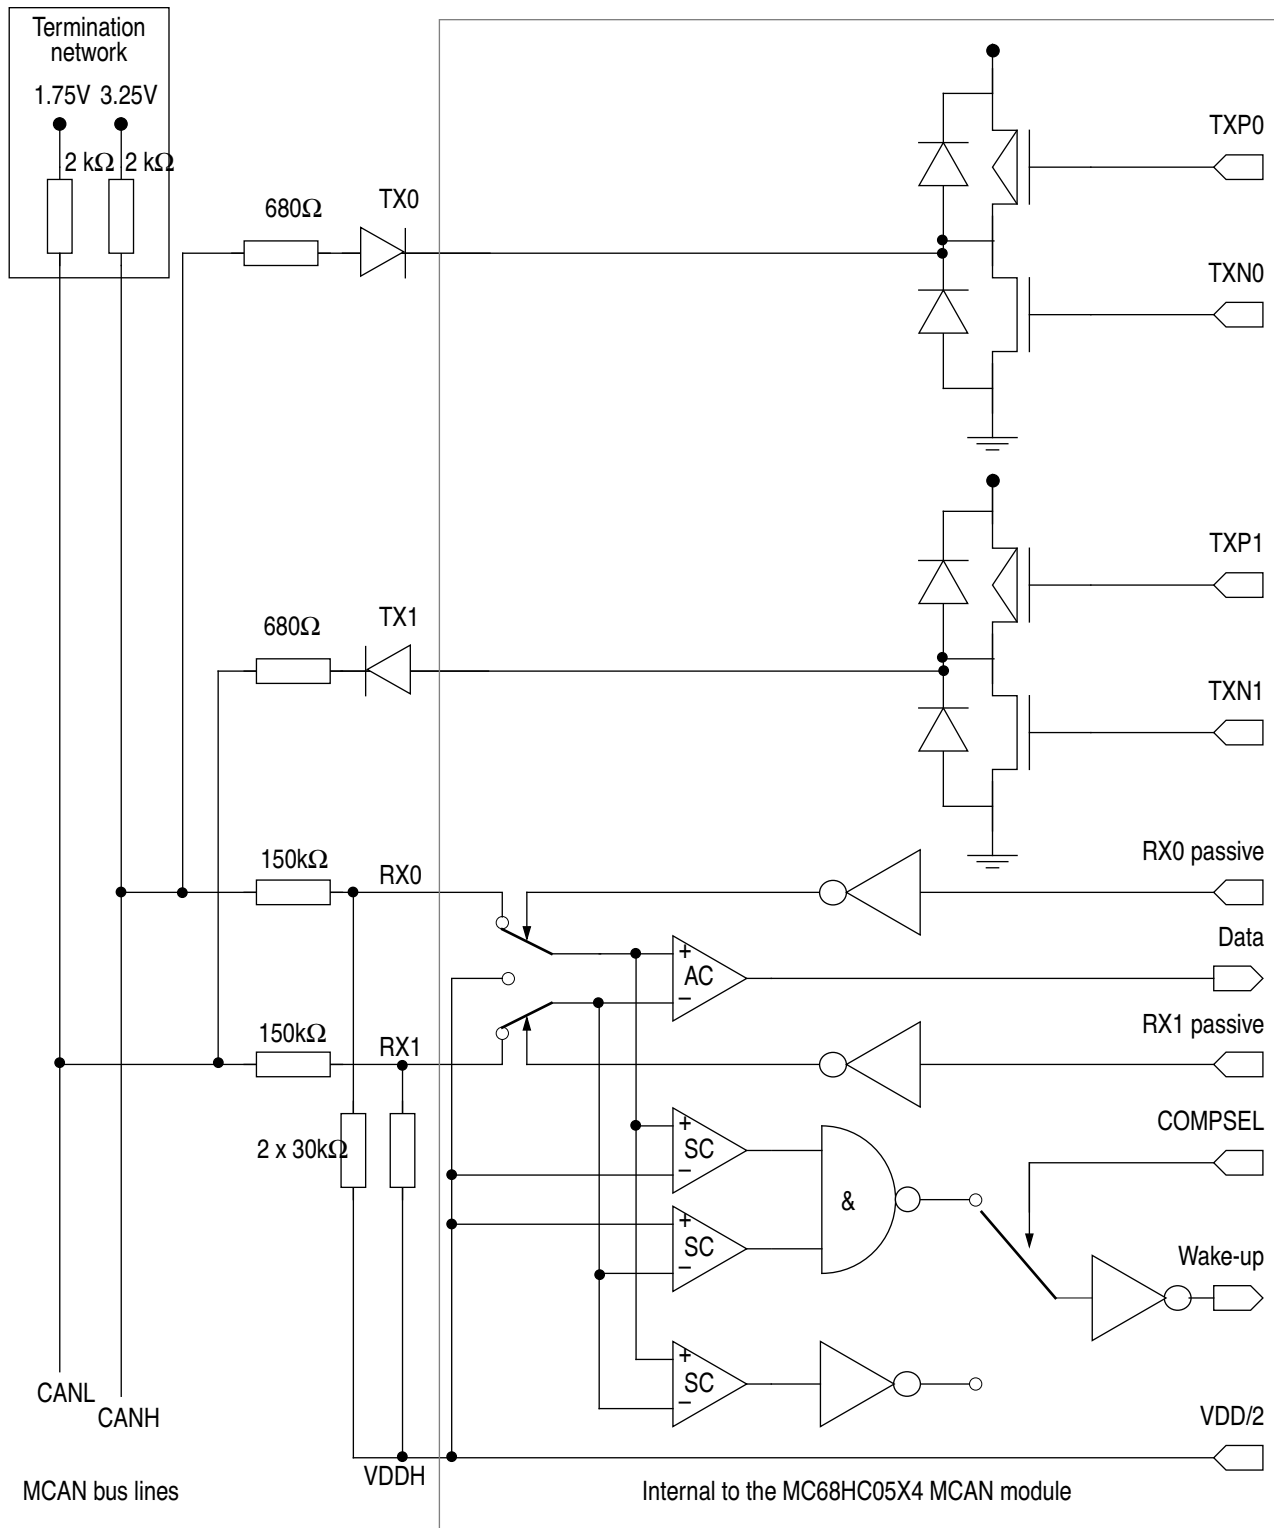 Termination
network
1.75V 3.25V
2 kΩ 2 kΩ
TXP0
680Ω
TX0
TXN0
TXP1
680Ω
TX1
TXN1
150kΩ
RX0
RX0 passive
Data
+
AC
−
150kΩ
RX1
RX1 passive
COMPSEL
2 x 30kΩ
+
SC
−
&
+
SC
−
Wake-up
+
SC
−
CANL
CANH
VDD/2
VDDH
MCAN bus lines
Internal to the MC68HC05X4 MCAN module